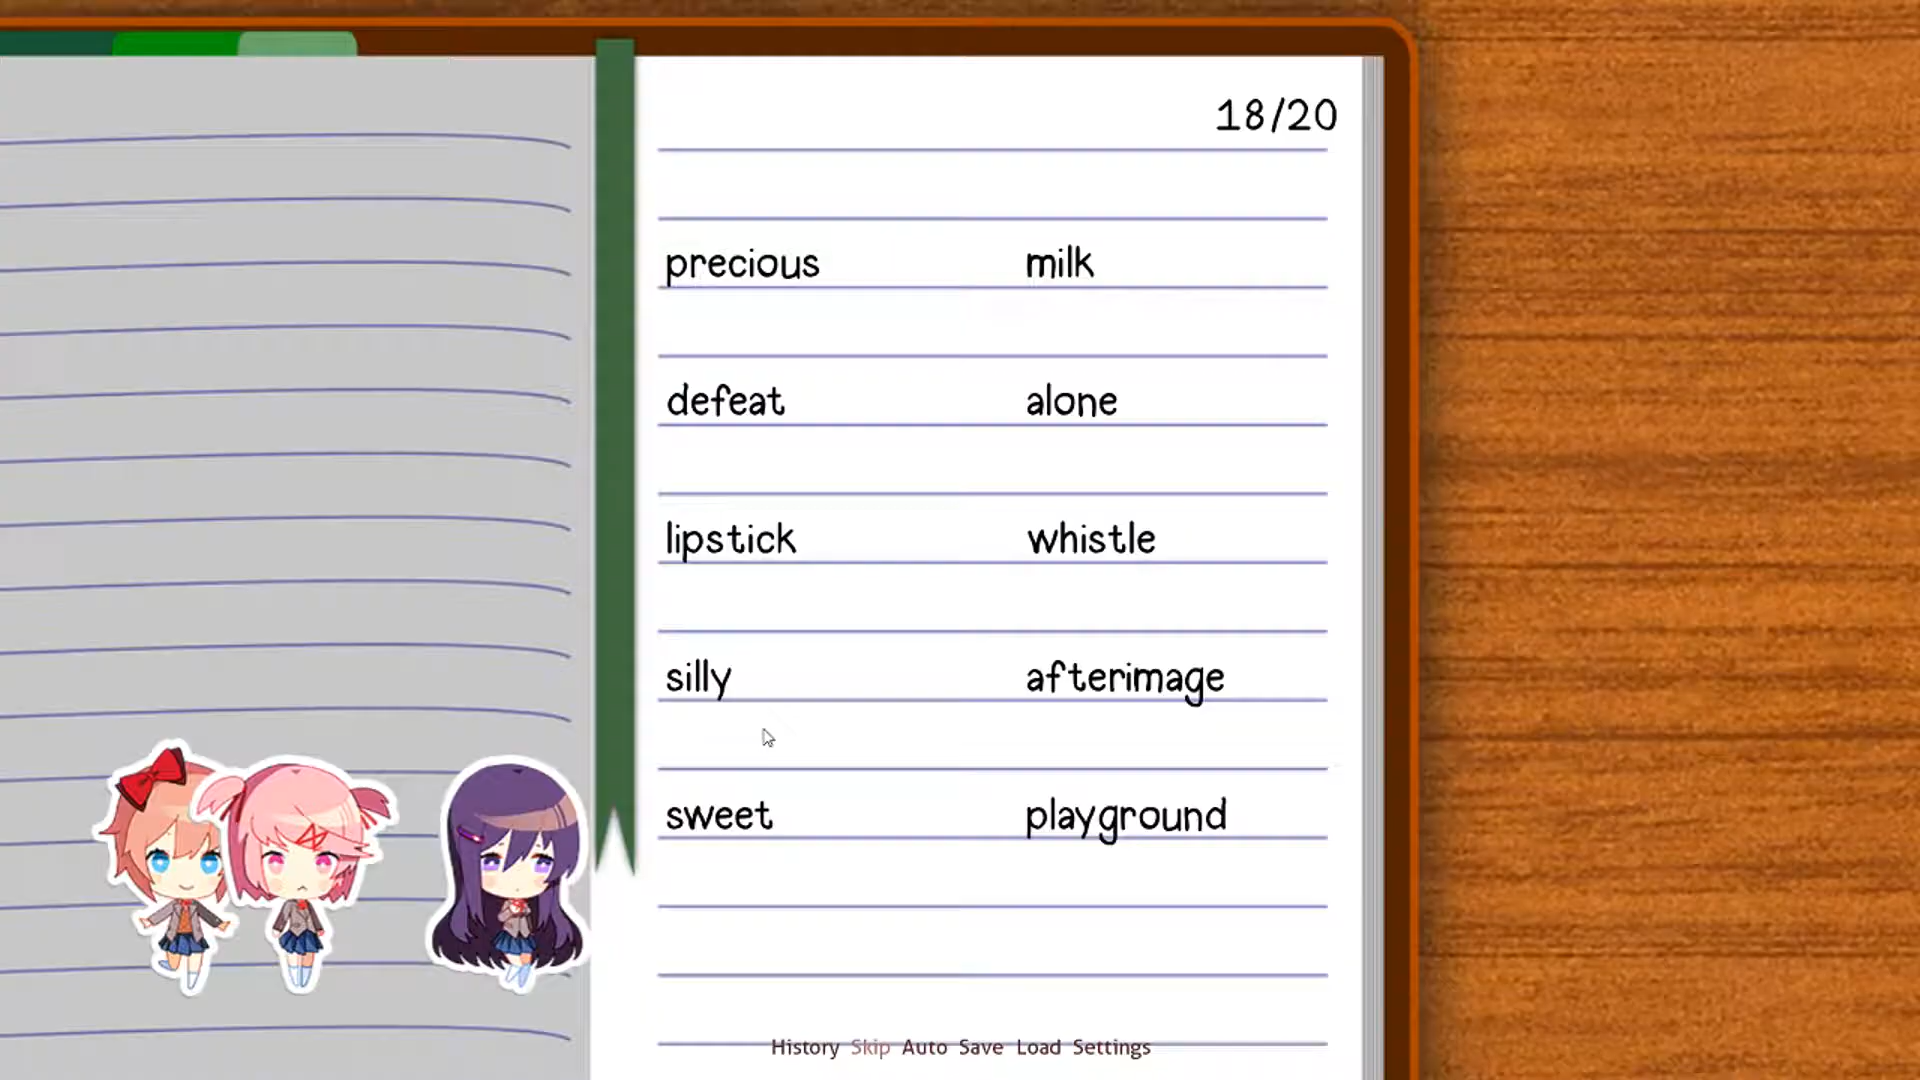 18/20
precious milk
defeat alone
lipstick whistle
silly afterimage
sweet playground
History Skip Auto Save Load Settings